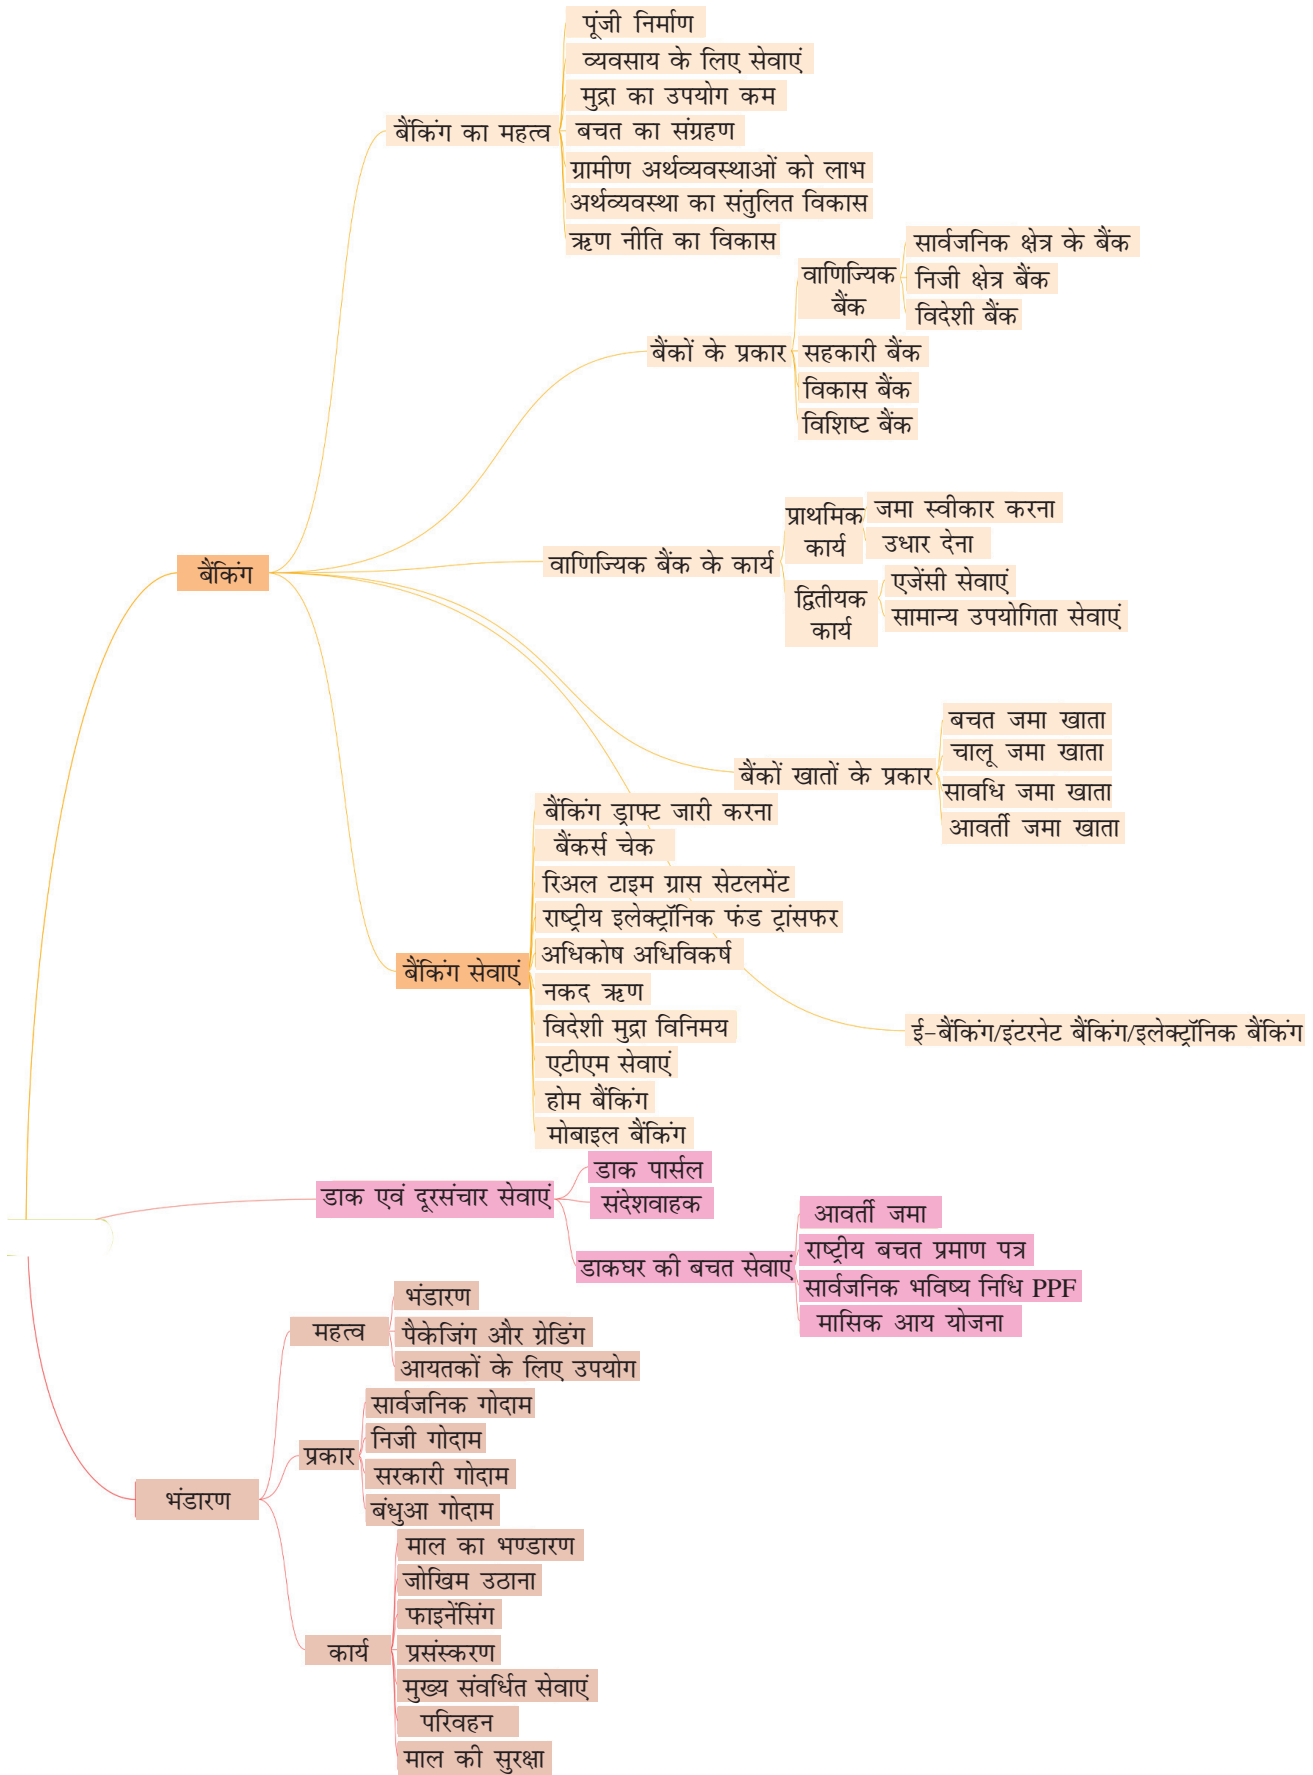 पूंजी निर्माण
व्यवसाय के लिए सेवाएं
मुद्रा का उपयोग कम
बैंकिंग का महत्व
बचत का संग्रहण
ग्रामीण अर्थव्यवस्थाओं को लाभ
अर्थव्यवस्था का संतुलित विकास
ऋण नीति का विकास
बैंकों के प्रकार
वाणिज्यिक
बैंक
सार्वजनिक क्षेत्र के बैंक
निजी क्षेत्र बैंक
विदेशी बैंक
सहकारी बैंक
विकास बैंक
विशिष्ट बैंक
बैंकिंग
वाणिज्यिक बैंक के कार्य
प्राथमिक
कार्य
जमा स्वीकार करना
उधार देना
द्वितीयक
कार्य
एजेंसी सेवाएं
सामान्य उपयोगिता सेवाएं
बैंकों खातों के प्रकार
बचत जमा खाता
चालू जमा खाता
सावधि जमा खाता
आवर्ती जमा खाता
बैंकिंग सेवाएं
बैंकिंग ड्राफ्ट जारी करना
बैंकर्स चेक
रिअल टाइम ग्रास सेटलमेंट
राष्ट्रीय इलेक्ट्रॉनिक फंड ट्रांसफर
अधिकोष अधिविकर्ष
नकद ऋण
विदेशी मुद्रा विनिमय
एटीएम सेवाएं
होम बैंकिंग
मोबाइल बैंकिंग
ई-बैंकिंग/इंटरनेट बैंकिंग/इलेक्ट्रॉनिक बैंकिंग
डाक एवं दूरसंचार सेवाएं
डाक पार्सल
संदेशवाहक
डाकघर की बचत सेवाएं
आवर्ती जमा
राष्ट्रीय बचत प्रमाण पत्र
सार्वजनिक भविष्य निधि PPF
मासिक आय योजना
भंडारण
महत्व
भंडारण
पैकेजिंग और ग्रेडिंग
आयतकों के लिए उपयोग
प्रकार
सार्वजनिक गोदाम
निजी गोदाम
सरकारी गोदाम
बंधुआ गोदाम
कार्य
माल का भण्डारण
जोखिम उठाना
फाइनेंसिंग
प्रसंस्करण
मुख्य संवर्धित सेवाएं
परिवहन
माल की सुरक्षा